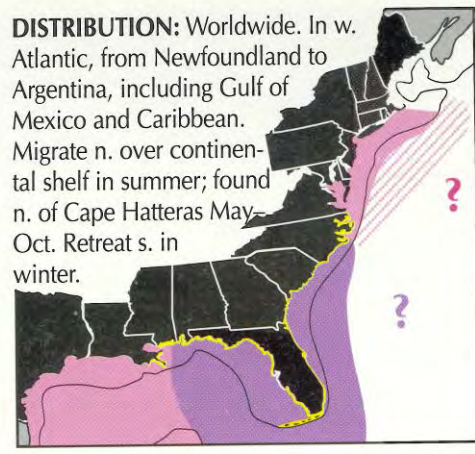 DISTRIBUTION: Worldwide. In w.
Atlantic, from Newfoundland to
Argentina, including Gulf of
Mexico and Caribbean.
Migrate n. over continen-
tal shelf in summer; found
n. of Cape Hatteras May–
Oct. Retreat s. in
winter.
?
?